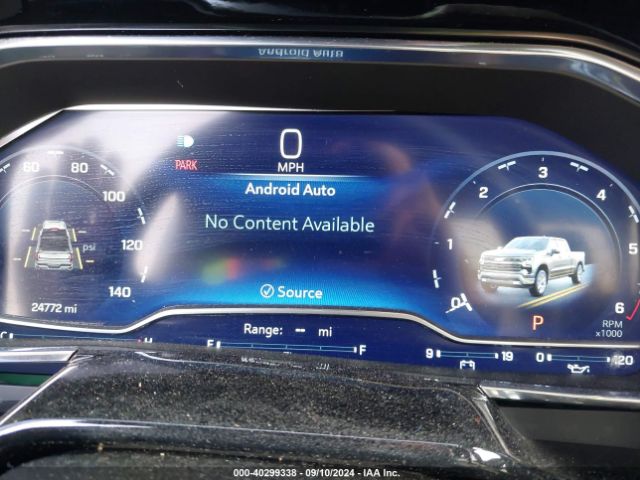 Android Auto
0
MPH
PARK
Android Auto
No Content Available
Source
Range: -- mi
60 80 100 120 140
psi
24772 mi
1 2 3 4 5 6
RPM
x1000
P
C H
E F
9 19
0 120
000-40299338 - 09/10/2024 - IAA Inc.